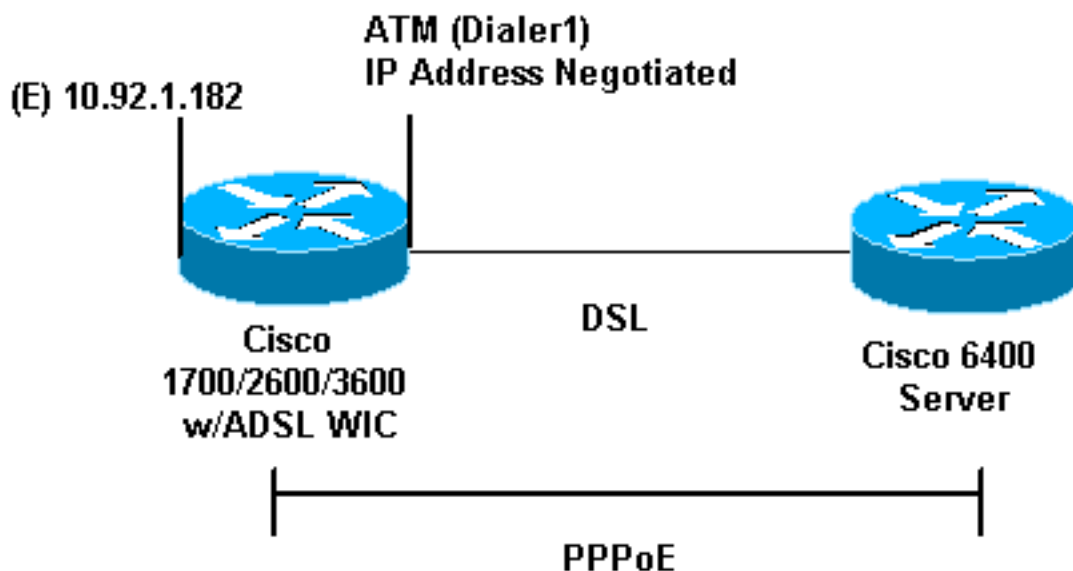 ATM (Dialer1)
IP Address Negotiated
(E) 10.92.1.182
DSL
Cisco
1700/2600/3600
w/ADSL WIC
Cisco 6400
Server
PPPoE